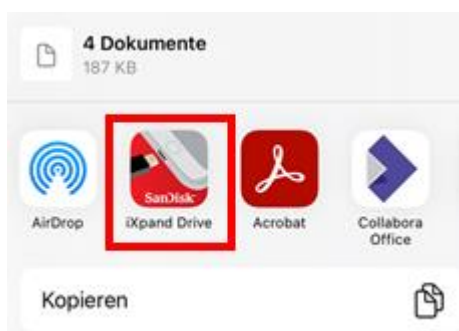 4 Dokumente
187 KB
SanDisk
AirDrop
iXpand Drive
Acrobat
Collabora
Office
Kopieren